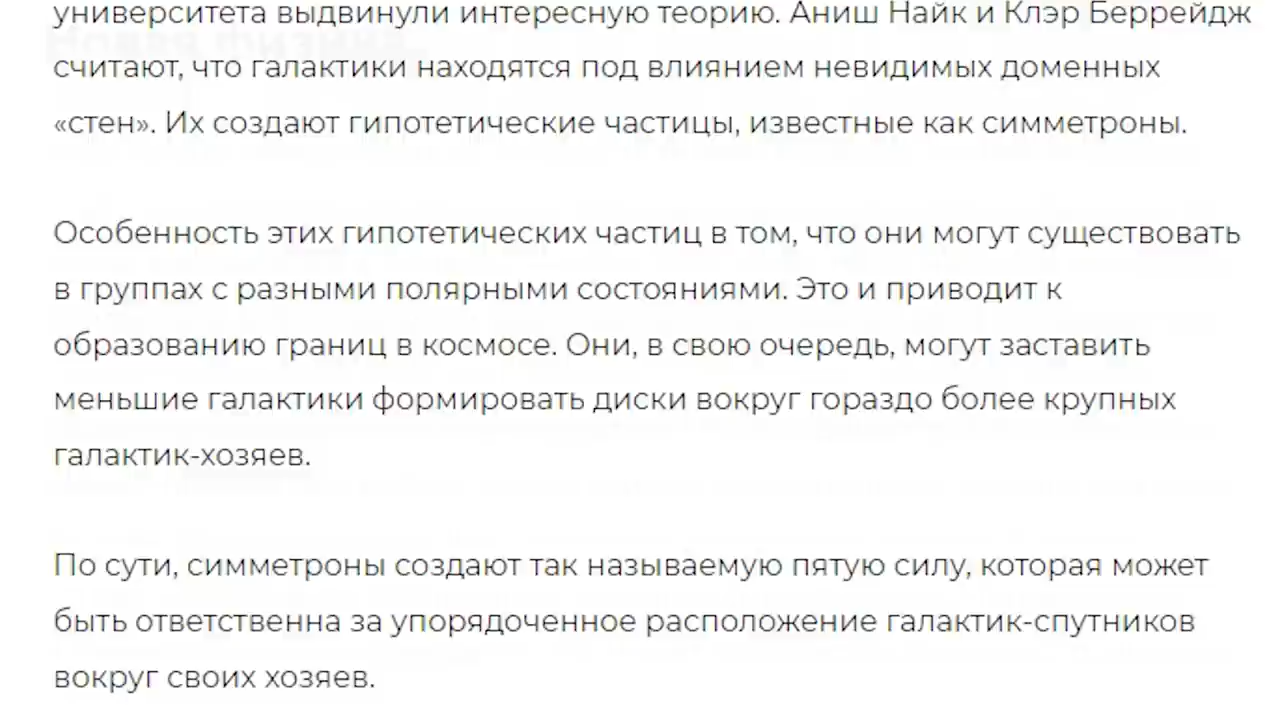 университета выдвинули интересную теорию. Аниш Найк и Клэр Беррейдж
считают, что галактики находятся под влиянием невидимых доменных
«стен». Их создают гипотетические частицы, известные как симметроны.
Особенность этих гипотетических частиц в том, что они могут существовать
в группах с разными полярными состояниями. Это и приводит к
образованию границ в космосе. Они, в свою очередь, могут заставить
меньшие галактики формировать диски вокруг гораздо более крупных
галактик-хозяев.
По сути, симметроны создают так называемую пятую силу, которая может
быть ответственна за упорядоченное расположение галактик-спутников
вокруг своих хозяев.